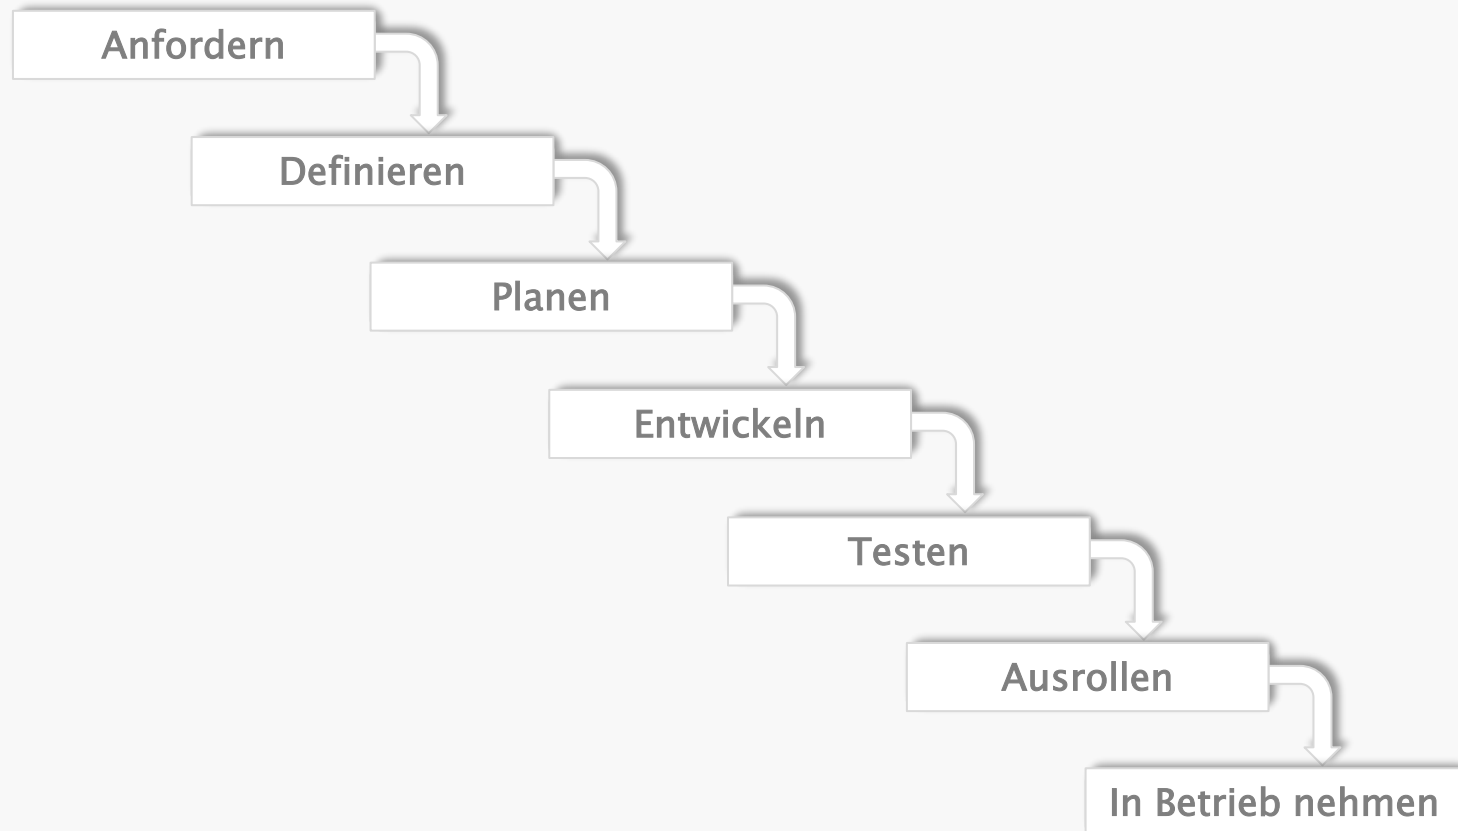 Anfordern
Definieren
Planen
Entwickeln
Testen
Ausrollen
In Betrieb nehmen